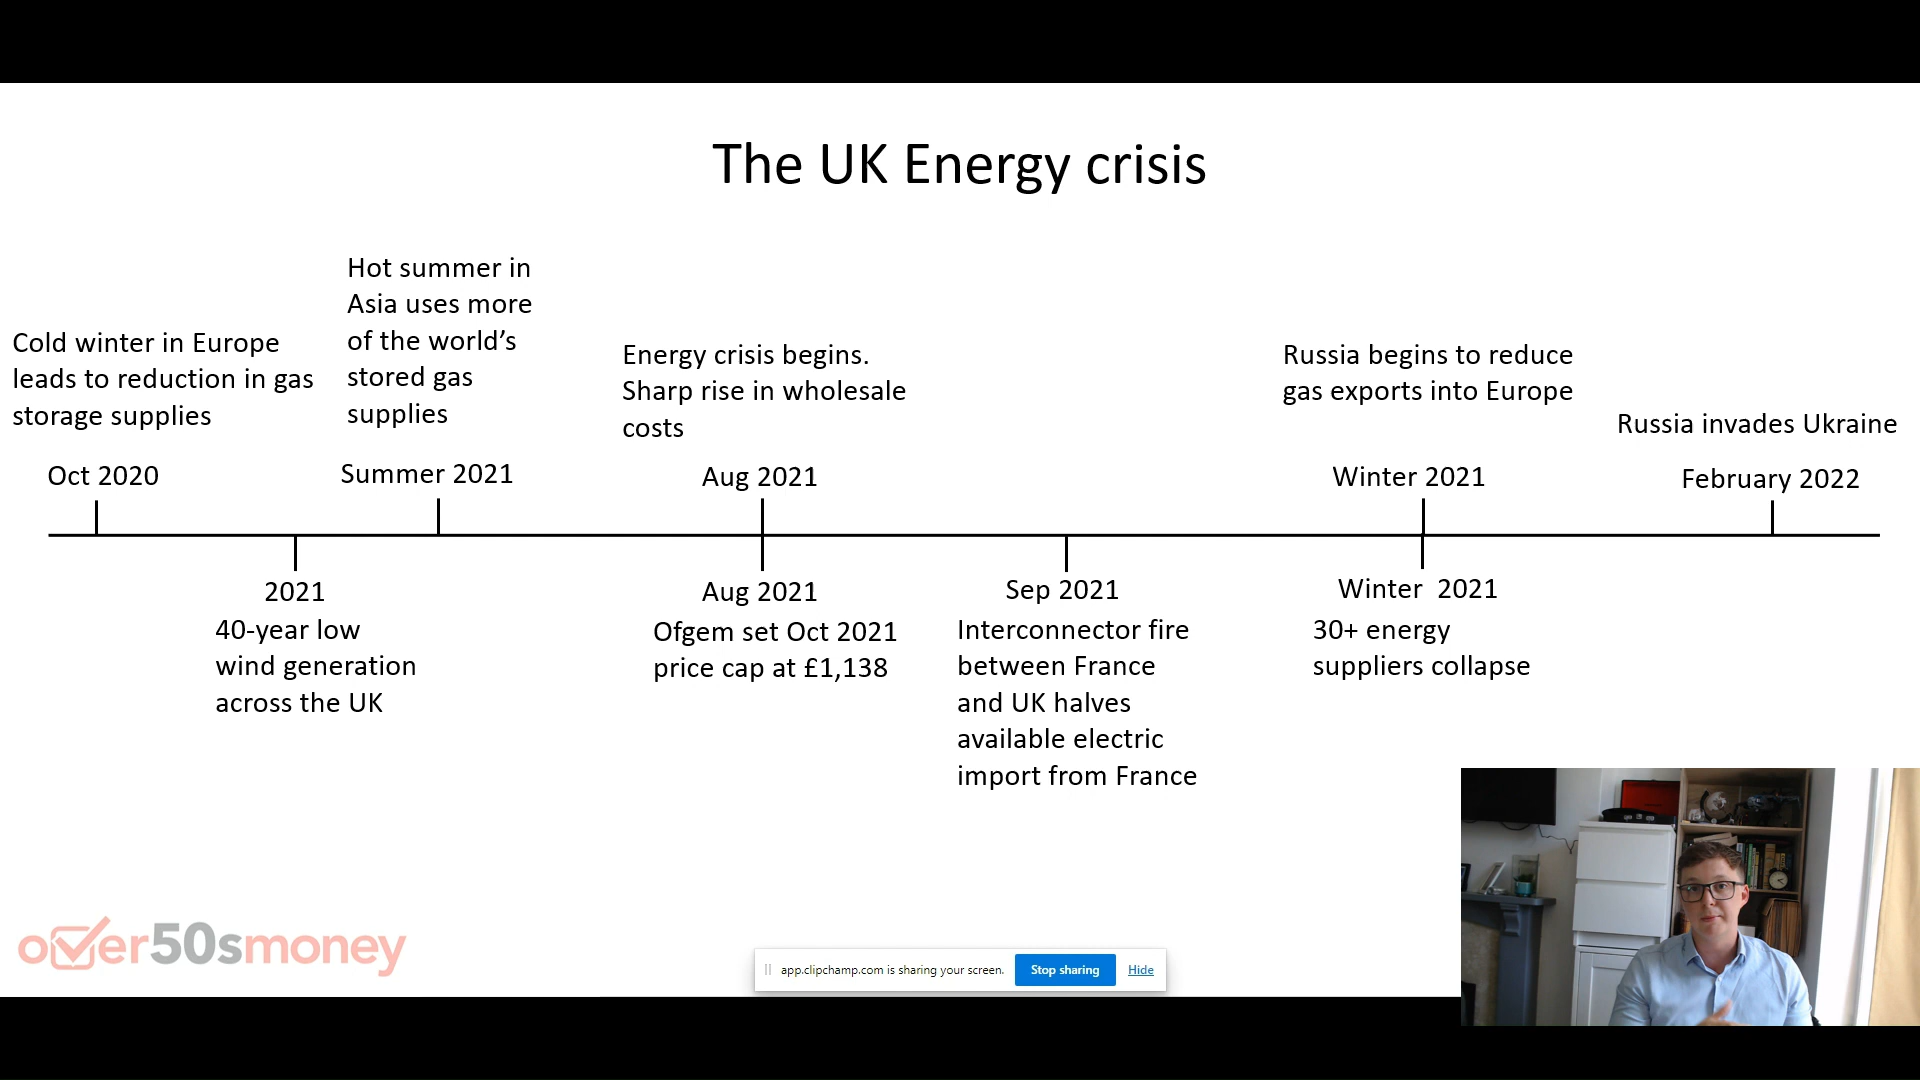 The UK Energy crisis
Cold winter in Europe
leads to reduction in gas
storage supplies
Oct 2020
Hot summer in
Asia uses more
of the world’s
stored gas
supplies
Summer 2021
Energy crisis begins.
Sharp rise in wholesale
costs
Aug 2021
Russia begins to reduce
gas exports into Europe
Winter 2021
Russia invades Ukraine
February 2022
2021
40-year low
wind generation
across the UK
Aug 2021
Ofgem set Oct 2021
price cap at £1,138
Sep 2021
Interconnector fire
between France
and UK halves
available electric
import from France
Winter  2021
30+ energy
suppliers collapse
over50smoney
app.clipchamp.com is sharing your screen.
Stop sharing
Hide